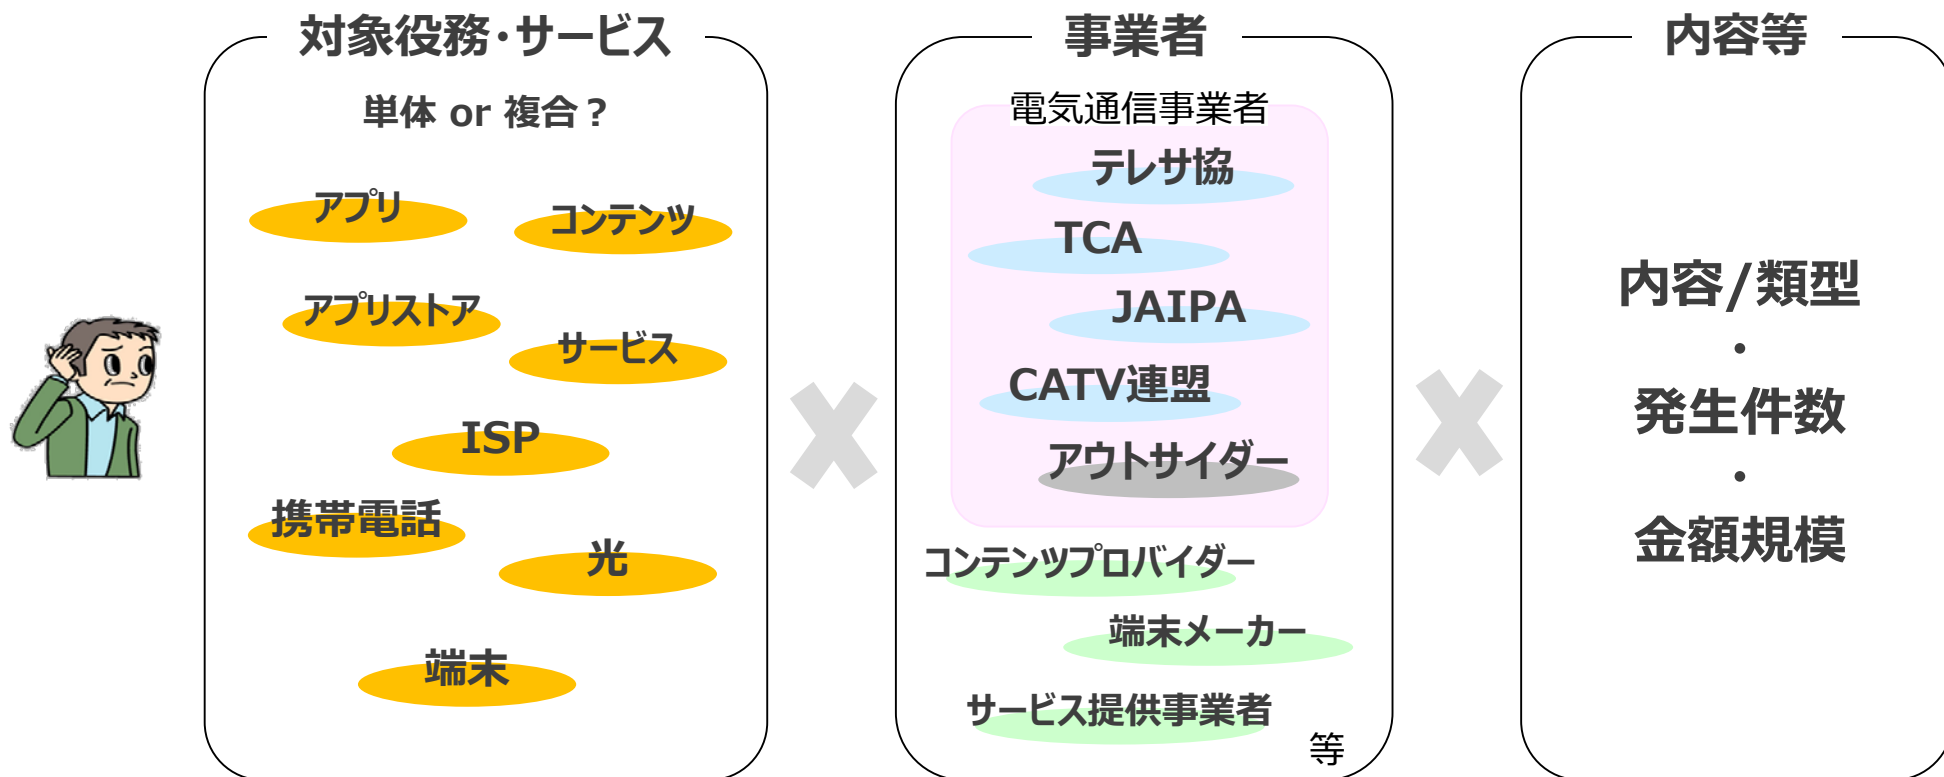 対象役務・サービス
単体 or 複合？
アプリ
コンテンツ
アプリストア
サービス
ISP
携帯電話
光
端末
事業者
電気通信事業者
テレサ協
TCA
JAIPA
CATV連盟
アウトサイダー
コンテンツプロバイダー
端末メーカー
サービス提供事業者
等
内容等
内容/類型
・
発生件数
・
金額規模